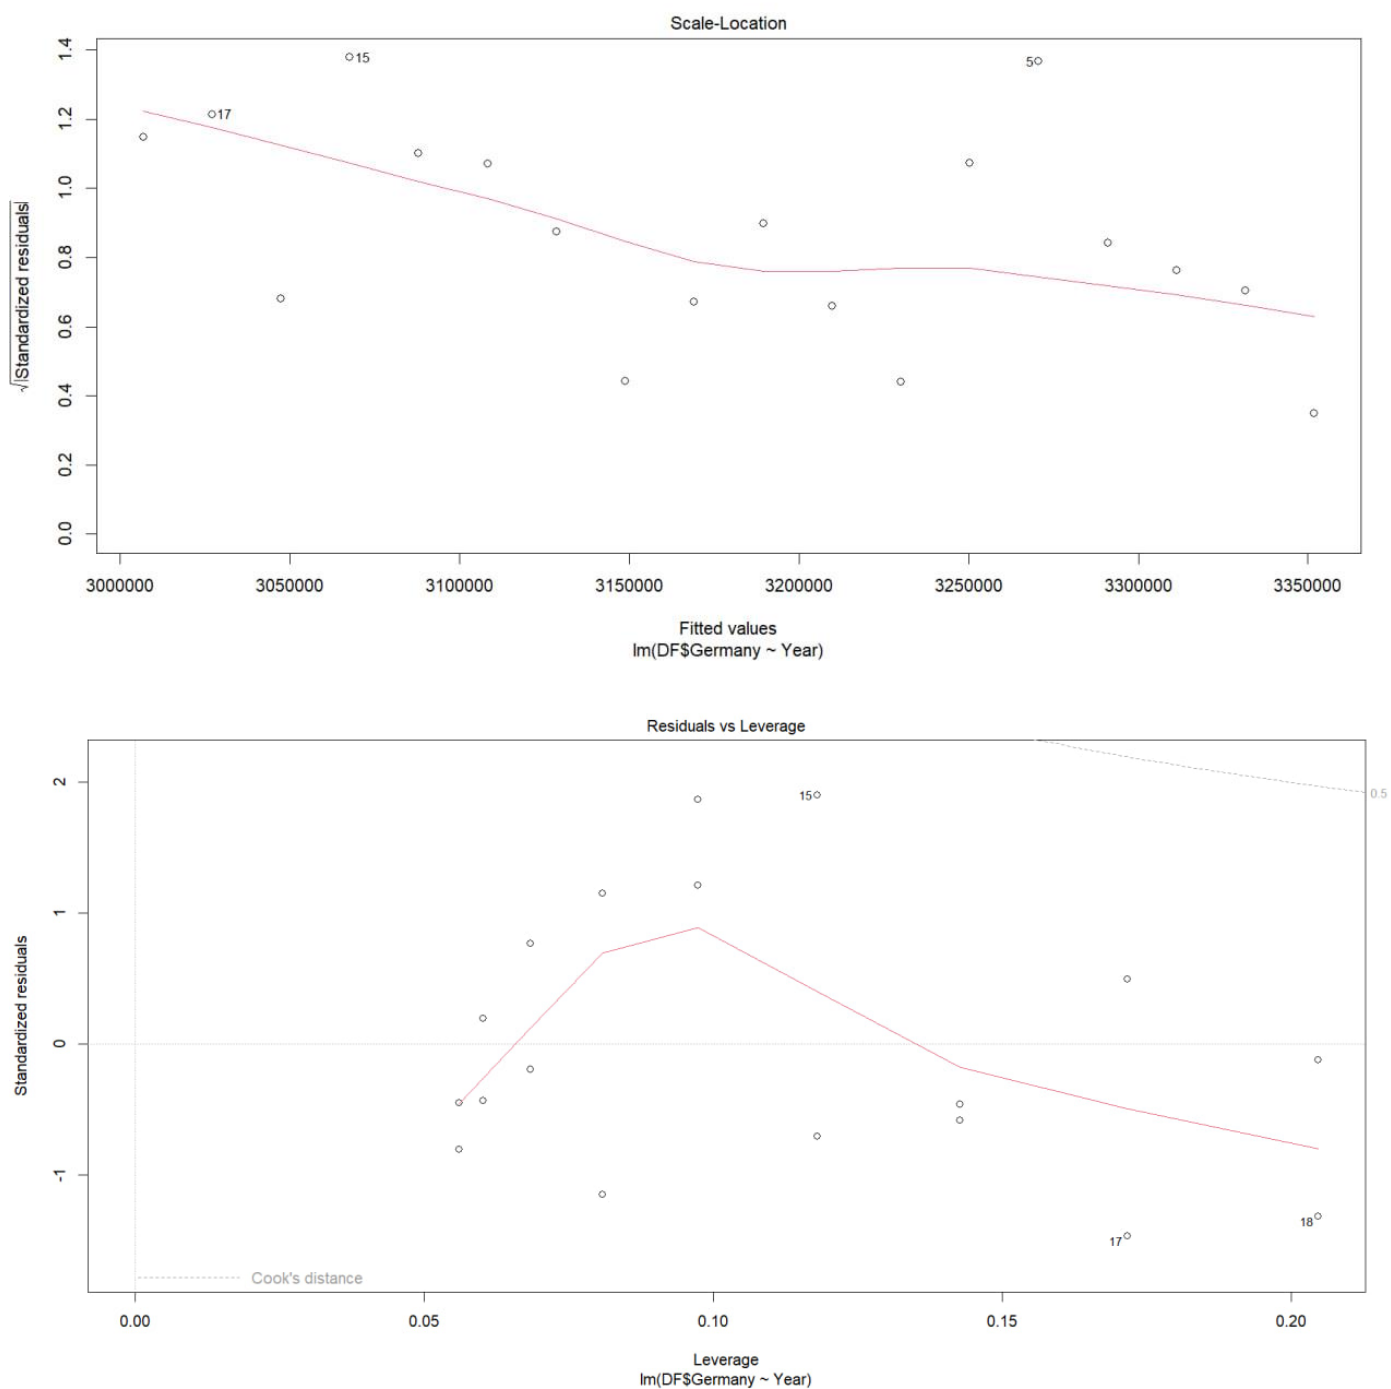 Scale-Location
1.4
1.2
1.0
0.8
0.6
0.4
0.2
0.0
√|Standardized residuals|
15
17
5
3000000 3050000 3100000 3150000 3200000 3250000 3300000 3350000
Fitted values
lm(DF$Germany ~ Year)
Residuals vs Leverage
2
1
0
-1
Standardized residuals
15
17
18
0.5
Cook's distance
0.00 0.05 0.10 0.15 0.20
Leverage
lm(DF$Germany ~ Year)